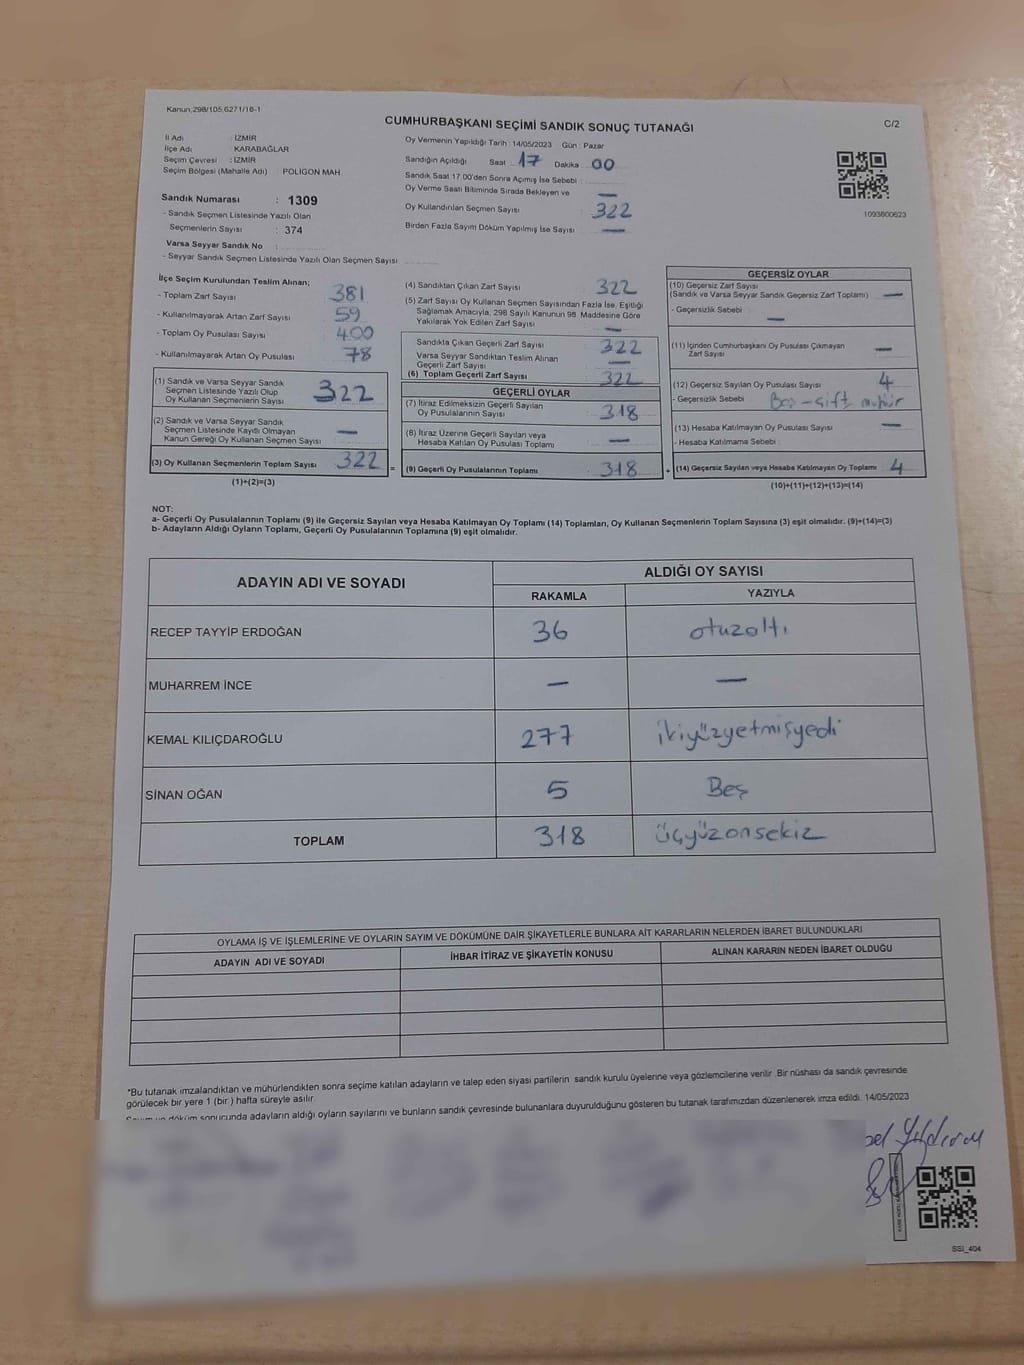 Kanun;298/105,6271/16-1
CUMHURBAŞKANI SEÇİMİ SANDIK SONUÇ TUTANAĞI
C/2
İl Adı : İZMİR
İlçe Adı : KARABAĞLAR
Seçim Çevresi : İZMİR
Seçim Bölgesi (Mahalle Adı) POLİGON MAH.
Sandık Numarası : 1309
- Sandık Seçmen Listesinde Yazılı Olan
Seçmenlerin Sayısı : 374
Varsa Seyyar Sandık No :
- Seyyar Sandık Seçmen Listesinde Yazılı Olan Seçmen Sayısı
Oy Vermenin Yapıldığı Tarih : 14/05/2023 Gün : Pazar
Sandığın Açıldığı Saat 17 Dakika 00
Sandık Saat 17.00'den Sonra Açılmış İse Sebebi :
Oy Verme Saati Bitiminde Sırada Bekleyen ve —
Oy Kullandırılan Seçmen Sayısı : 322
Birden Fazla Sayım Döküm Yapılmış İse Sayısı —
1093600623
İlçe Seçim Kurulundan Teslim Alınan;
- Toplam Zarf Sayısı 381
- Kullanılmayarak Artan Zarf Sayısı 59
- Toplam Oy Pusulası Sayısı 400
- Kullanılmayarak Artan Oy Pusulası 78
(1) Sandık ve Varsa Seyyar Sandık
Seçmen Listesinde Yazılı Olup
Oy Kullanan Seçmenlerin Sayısı 322
(2) Sandık ve Varsa Seyyar Sandık
Seçmen Listesinde Kayıtlı Olmayan
Kanun Gereği Oy Kullanan Seçmen Sayısı —
(3) Oy Kullanan Seçmenlerin Toplam Sayısı 322 =
(1)+(2)=(3)
(4) Sandıktan Çıkan Zarf Sayısı 322
(5) Zarf Sayısı Oy Kullanan Seçmen Sayısından Fazla İse, Eşitliği
Sağlamak Amacıyla, 298 Sayılı Kanunun 98. Maddesine Göre
Yakılarak Yok Edilen Zarf Sayısı —
Sandıkta Çıkan Geçerli Zarf Sayısı 322
Varsa Seyyar Sandıktan Teslim Alınan
Geçerli Zarf Sayısı —
(6) Toplam Geçerli Zarf Sayısı 322
GEÇERLİ OYLAR
(7) İtiraz Edilmeksizin Geçerli Sayılan
Oy Pusulalarının Sayısı : 318
(8) İtiraz Üzerine Geçerli Sayılan veya
Hesaba Katılan Oy Pusulası Toplamı —
(9) Geçerli Oy Pusulalarının Toplamı : 318 +
GEÇERSİZ OYLAR
(10) Geçersiz Zarf Sayısı
(Sandık ve Varsa Seyyar Sandık Geçersiz Zarf Toplamı) —
- Geçersizlik Sebebi : —
(11) İçinden Cumhurbaşkanı Oy Pusulası Çıkmayan
Zarf Sayısı —
(12) Geçersiz Sayılan Oy Pusulası Sayısı 4
- Geçersizlik Sebebi Boş-çift mühür
(13) Hesaba Katılmayan Oy Pusulası Sayısı —
- Hesaba Katılmama Sebebi :
(14) Geçersiz Sayılan veya Hesaba Katılmayan Oy Toplamı 4
(10)+(11)+(12)+(13)=(14)
NOT:
a- Geçerli Oy Pusulalarının Toplamı (9) ile Geçersiz Sayılan veya Hesaba Katılmayan Oy Toplamı (14) Toplamları, Oy Kullanan Seçmenlerin Toplam Sayısına (3) eşit olmalıdır. (9)+(14)=(3)
b- Adayların Aldığı Oyların Toplamı, Geçerli Oy Pusulalarının Toplamına (9) eşit olmalıdır.
ADAYIN ADI VE SOYADI
ALDIĞI OY SAYISI
RAKAMLA YAZIYLA
RECEP TAYYİP ERDOĞAN 36 otuzaltı
MUHARREM İNCE — —
KEMAL KILIÇDAROĞLU 277 ikiyüzyetmişyedi
SİNAN OĞAN 5 Beş
TOPLAM 318 üçyüzonsekiz
OYLAMA İŞ VE İŞLEMLERİNE VE OYLARIN SAYIM VE DÖKÜMÜNE DAİR ŞİKAYETLERLE BUNLARA AİT KARARLARIN NELERDEN İBARET BULUNDUKLARI
ADAYIN ADI VE SOYADI İHBAR İTİRAZ VE ŞİKAYETİN KONUSU ALINAN KARARIN NEDEN İBARET OLDUĞU
*Bu tutanak imzalandıktan ve mühürlendikten sonra seçime katılan adayların ve talep eden siyasi partilerin sandık kurulu üyelerine veya gözlemcilerine verilir .Bir nüshası da sandık çevresinde
görülecek bir yere 1 (bir ) hafta süreyle asılır.
Sayım ve döküm sonucunda adayların aldığı oyların sayılarını ve bunların sandık çevresinde bulunanlara duyurulduğunu gösteren bu tutanak tarafımızdan düzenlenerek imza edildi. 14/05/2023
Yıldırım
SSI_404